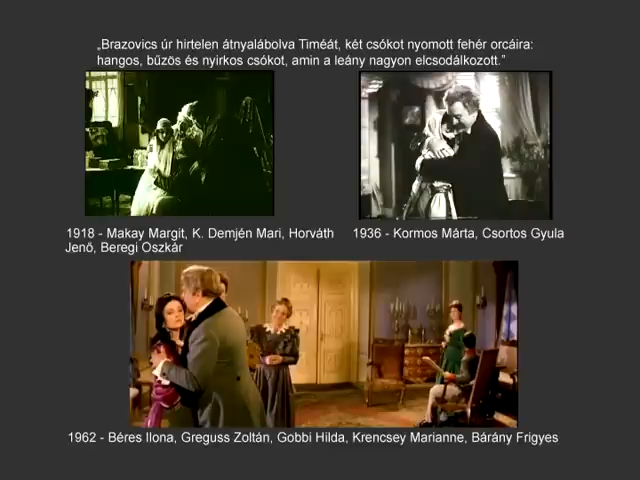 „Brazovics úr hirtelen átnyalábolva Timéát, két csókot nyomott fehér orcáira:
hangos, bűzös és nyirkos csókot, amin a leány nagyon elcsodálkozott.”
1918 - Makay Margit, K. Demjén Mari, Horváth
Jenő, Beregi Oszkár
1936 - Kormos Márta, Csortos Gyula
1962 - Béres Ilona, Greguss Zoltán, Gobbi Hilda, Krencsey Marianne, Bárány Frigyes